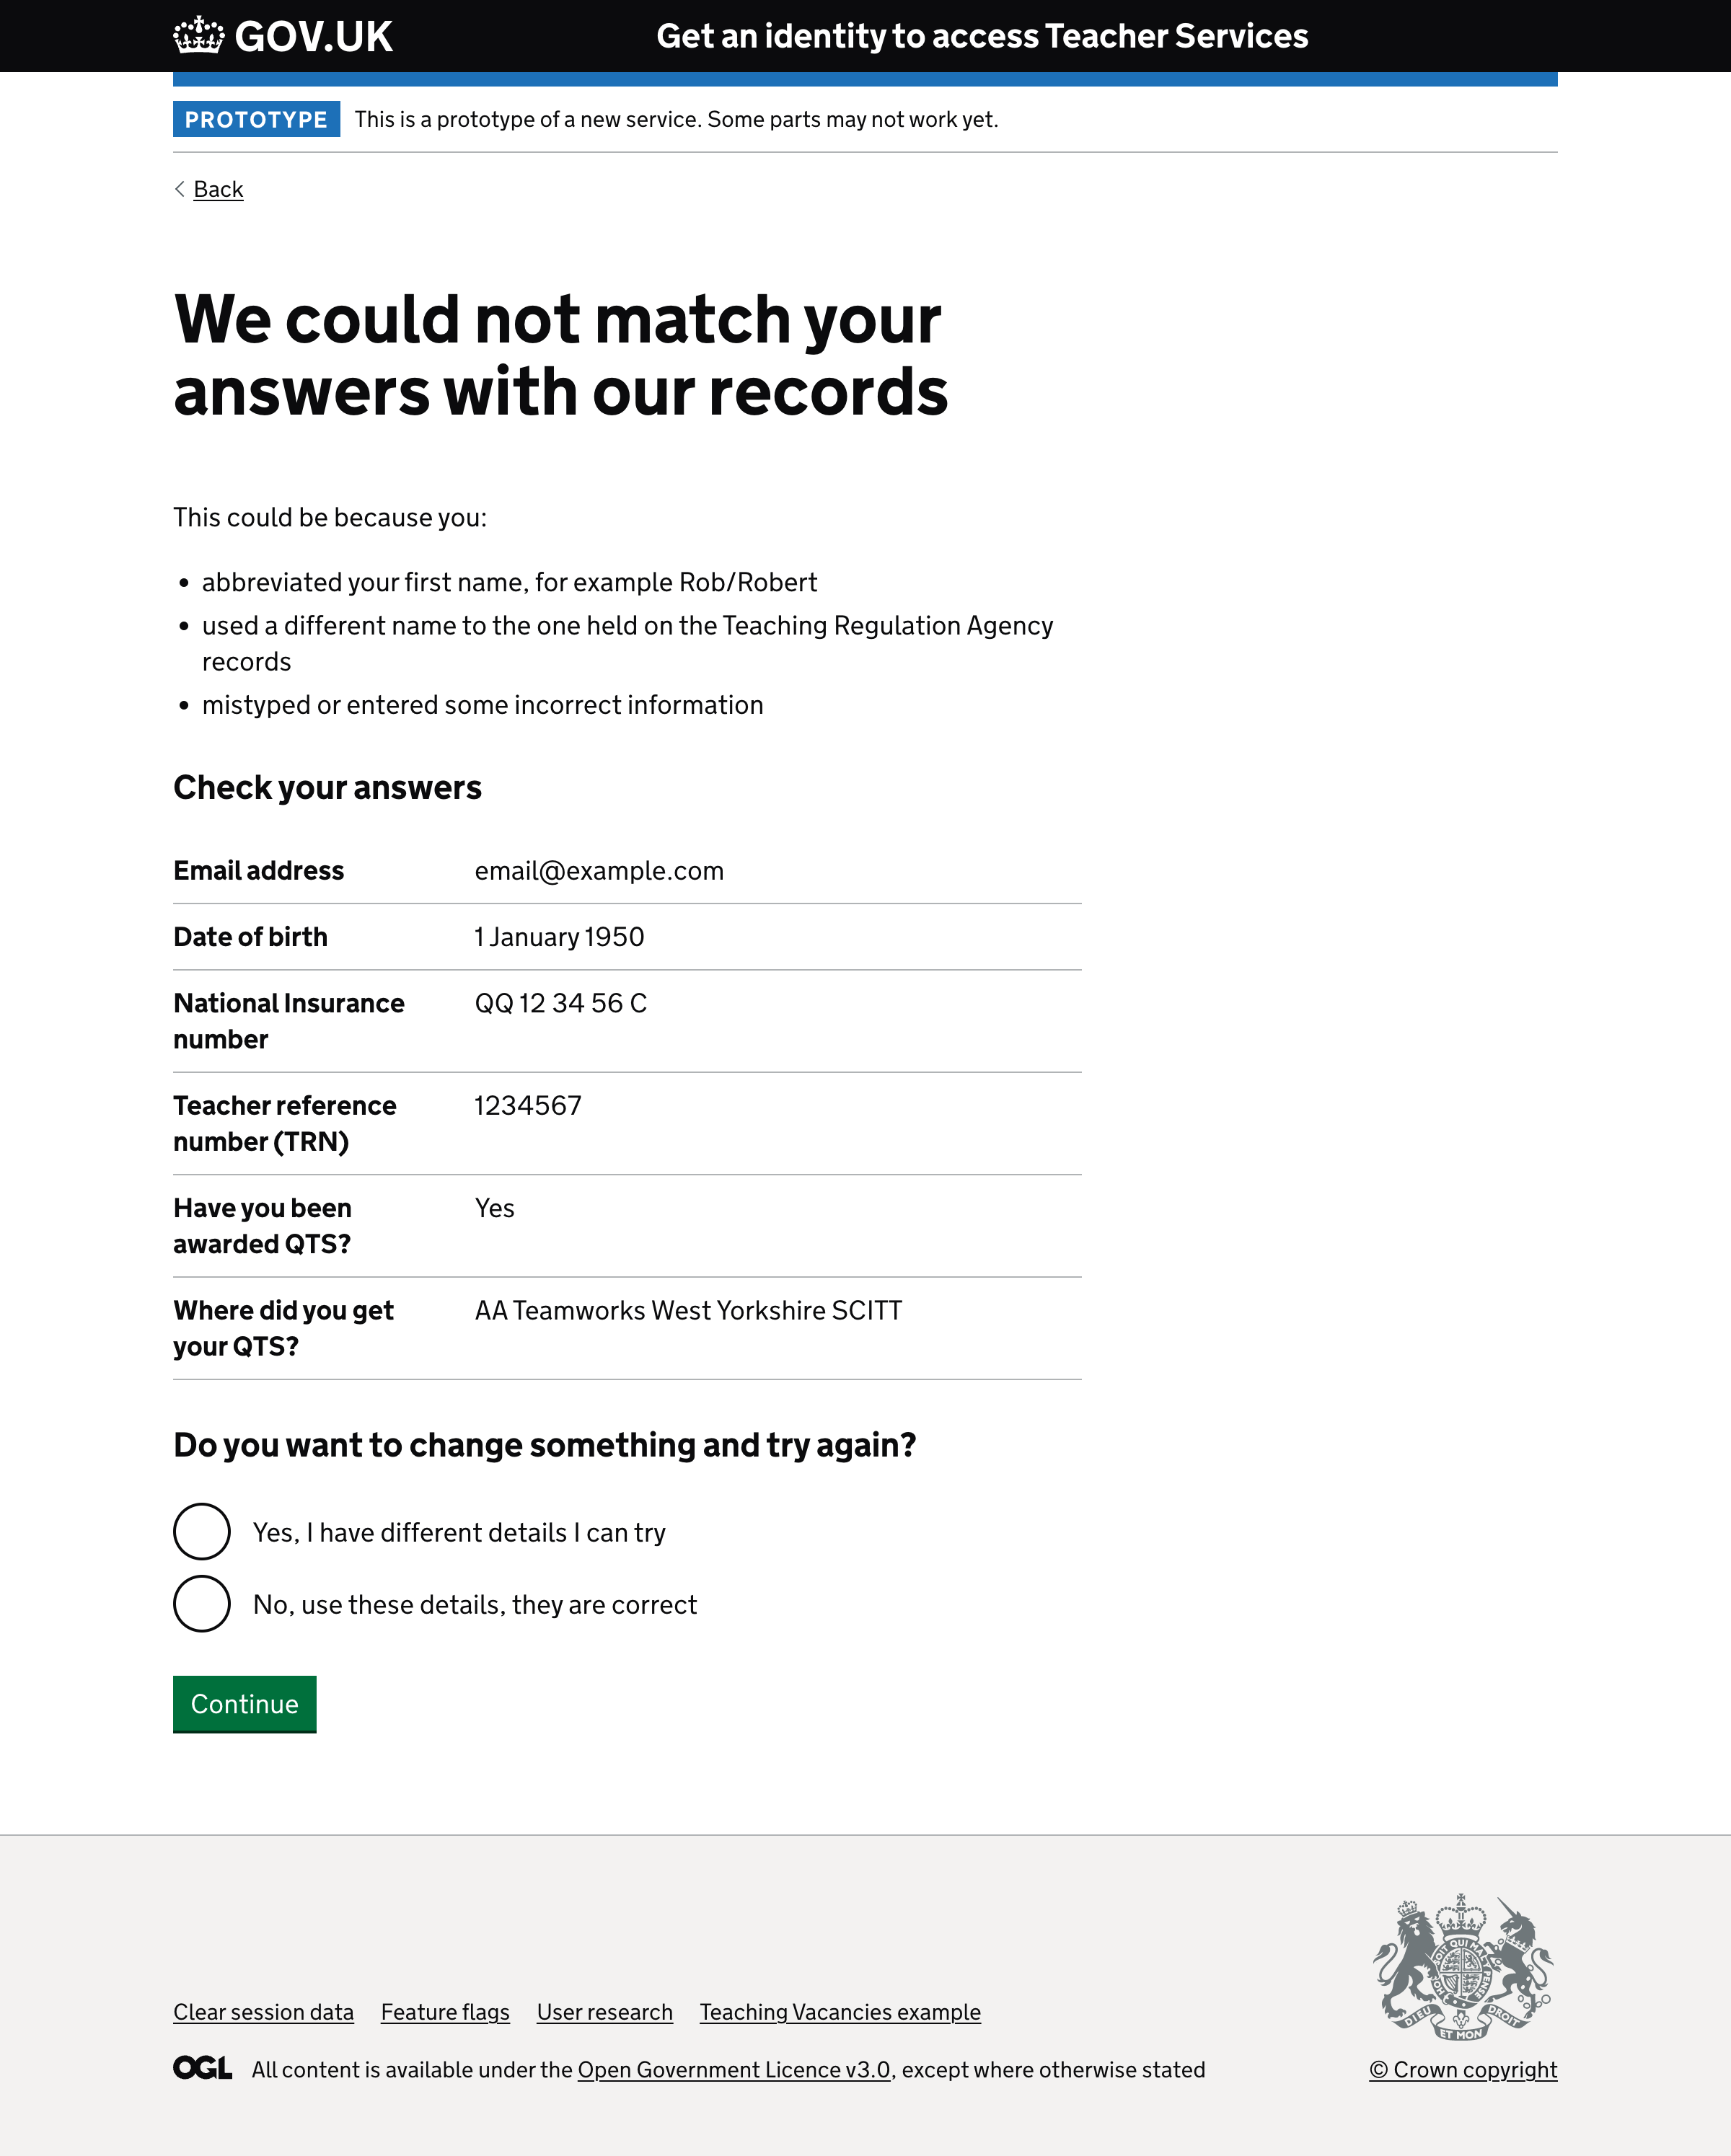 GOV.UK
Get an identity to access Teacher Services
PROTOTYPE This is a prototype of a new service. Some parts may not work yet.
Back
We could not match your
answers with our records
This could be because you:
• abbreviated your first name, for example Rob/Robert
• used a different name to the one held on the Teaching Regulation Agency
records
• mistyped or entered some incorrect information
Check your answers
Email address email@example.com
Date of birth 1 January 1950
National Insurance QQ 12 34 56 C
number
Teacher reference 1234567
number (TRN)
Have you been Yes
awarded QTS?
Where did you get AA Teamworks West Yorkshire SCITT
your QTS?
Do you want to change something and try again?
Yes, I have different details I can try
No, use these details, they are correct
Continue
DIEU ET MON DROIT
Clear session data Feature flags User research Teaching Vacancies example
OGL All content is available under the Open Government Licence v3.0, except where otherwise stated
© Crown copyright